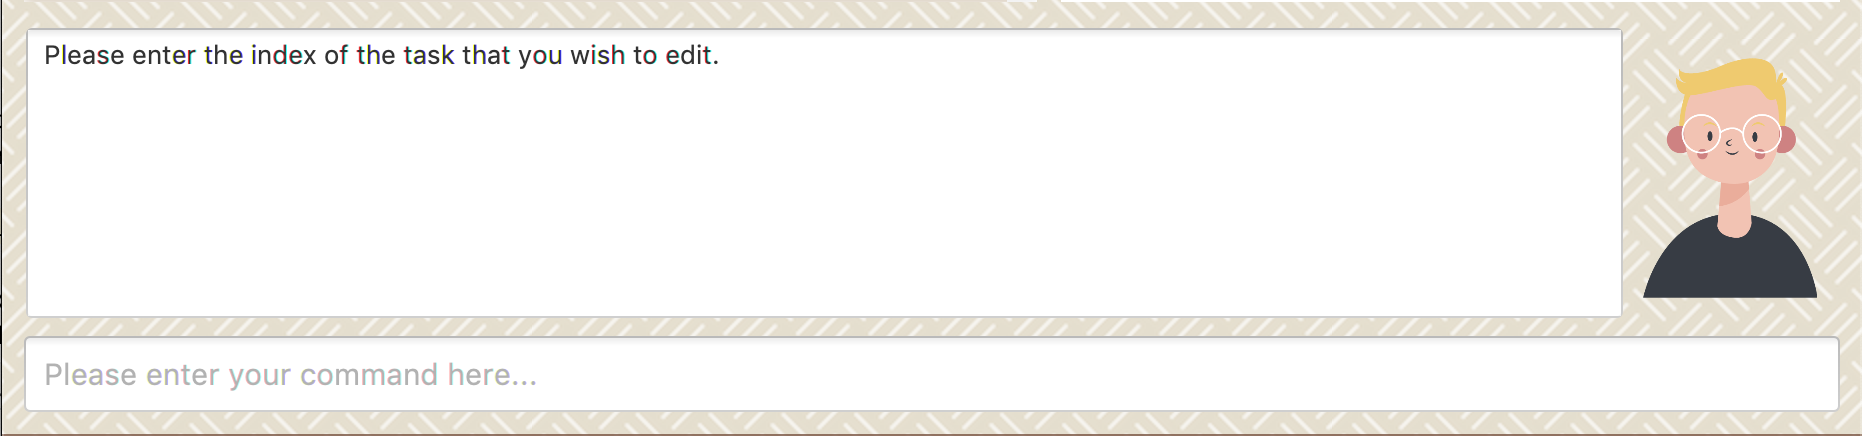 Please enter the index of the task that you wish to edit.
Please enter your command here...